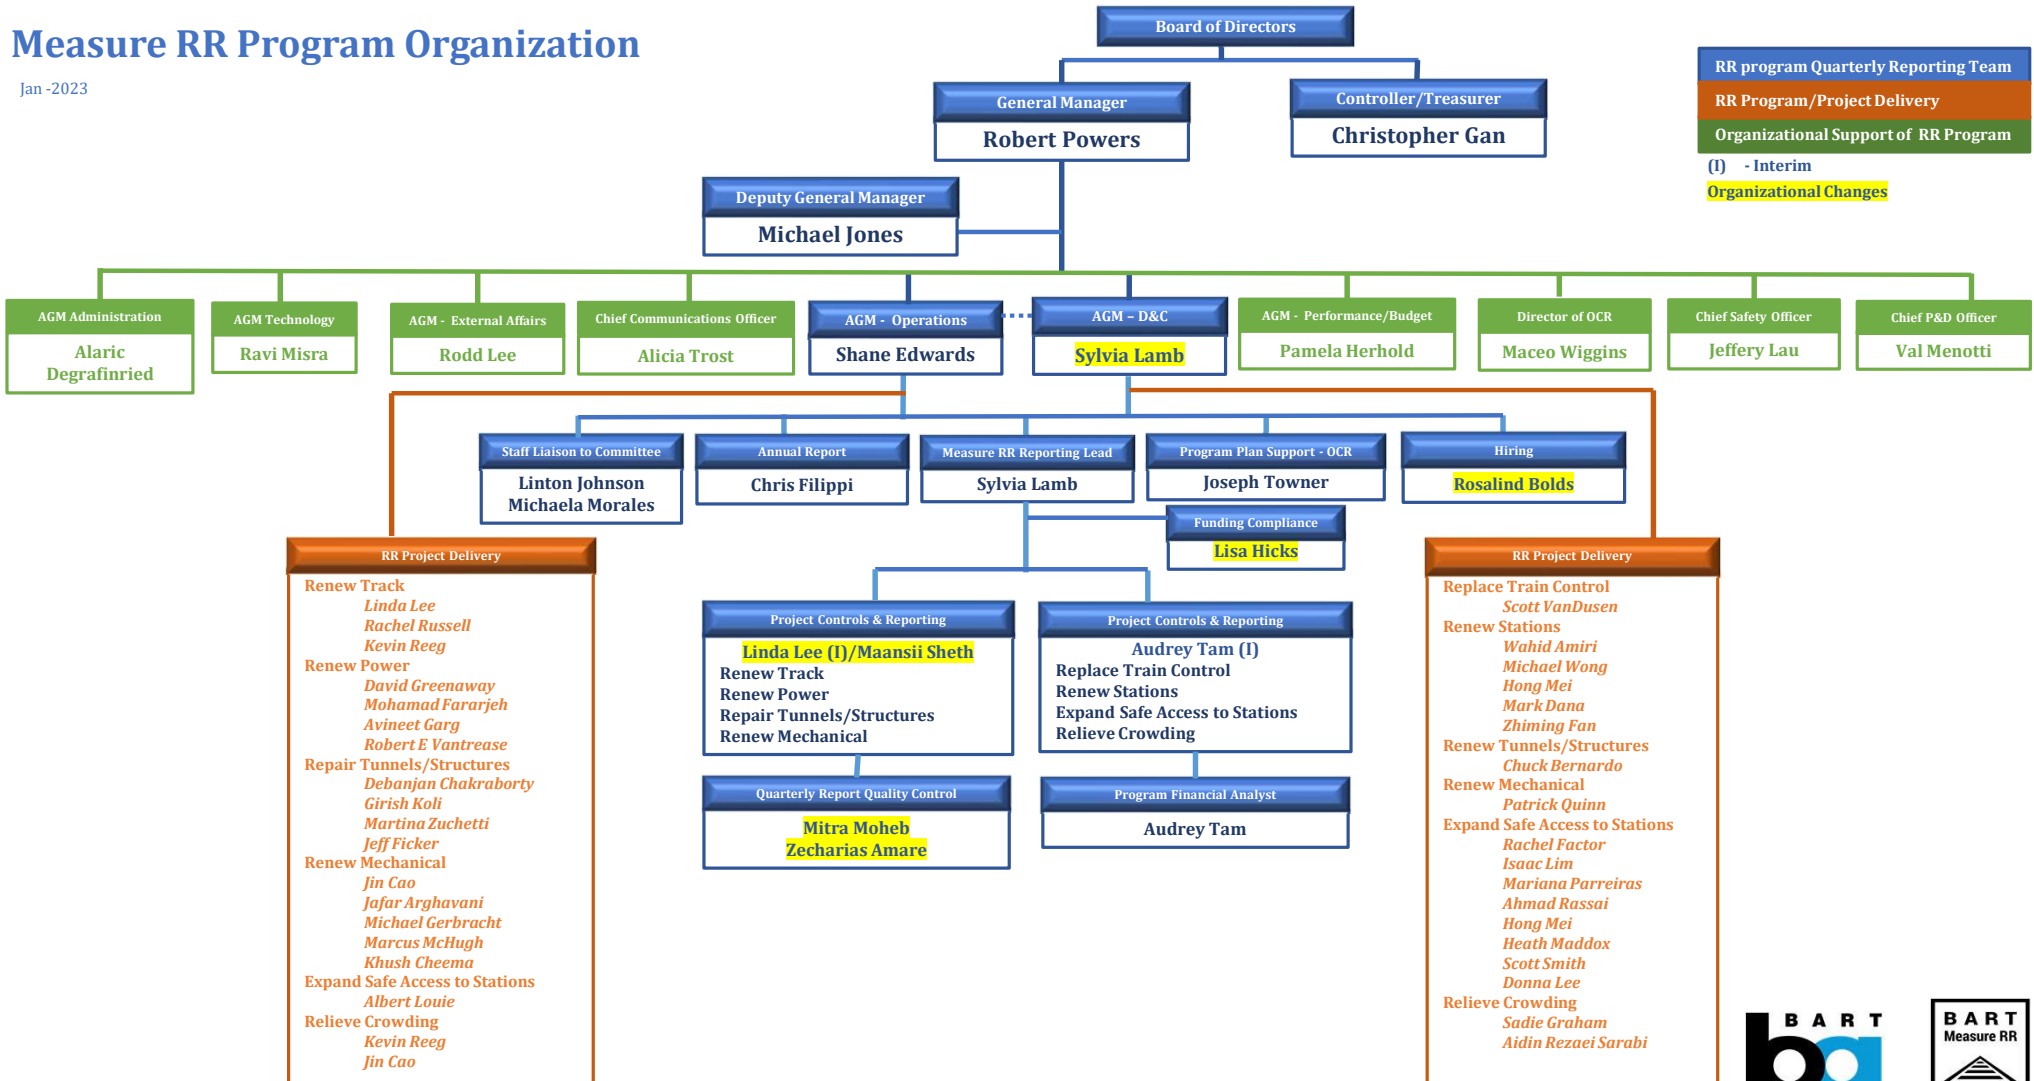 Measure RR Program Organization
Jan -2023
Board of Directors
RR program Quarterly Reporting Team
RR Program/Project Delivery
Organizational Support of RR Program
(I) - Interim
Organizational Changes
General Manager
Robert Powers
Controller/Treasurer
Christopher Gan
Deputy General Manager
Michael Jones
AGM Administration
Alaric
Degrafinried
AGM Technology
Ravi Misra
AGM - External Affairs
Rodd Lee
Chief Communications Officer
Alicia Trost
AGM - Operations
Shane Edwards
AGM – D&C
Sylvia Lamb
AGM - Performance/Budget
Pamela Herhold
Director of OCR
Maceo Wiggins
Chief Safety Officer
Jeffery Lau
Chief P&D Officer
Val Menotti
Staff Liaison to Committee
Linton Johnson
Michaela Morales
Annual Report
Chris Filippi
Measure RR Reporting Lead
Sylvia Lamb
Program Plan Support - OCR
Joseph Towner
Hiring
Rosalind Bolds
Funding Compliance
Lisa Hicks
RR Project Delivery
Renew Track
Linda Lee
Rachel Russell
Kevin Reeg
Renew Power
David Greenaway
Mohamad Fararjeh
Avineet Garg
Robert E Vantrease
Repair Tunnels/Structures
Debanjan Chakraborty
Girish Koli
Martina Zuchetti
Jeff Ficker
Renew Mechanical
Jin Cao
Jafar Arghavani
Michael Gerbracht
Marcus McHugh
Khush Cheema
Expand Safe Access to Stations
Albert Louie
Relieve Crowding
Kevin Reeg
Jin Cao
Project Controls & Reporting
Linda Lee (I)/Maansii Sheth
Renew Track
Renew Power
Repair Tunnels/Structures
Renew Mechanical
Quarterly Report Quality Control
Mitra Moheb
Zecharias Amare
Project Controls & Reporting
Audrey Tam (I)
Replace Train Control
Renew Stations
Expand Safe Access to Stations
Relieve Crowding
Program Financial Analyst
Audrey Tam
RR Project Delivery
Replace Train Control
Scott VanDusen
Renew Stations
Wahid Amiri
Michael Wong
Hong Mei
Mark Dana
Zhiming Fan
Renew Tunnels/Structures
Chuck Bernardo
Renew Mechanical
Patrick Quinn
Expand Safe Access to Stations
Rachel Factor
Isaac Lim
Mariana Parreiras
Ahmad Rassai
Hong Mei
Heath Maddox
Scott Smith
Donna Lee
Relieve Crowding
Sadie Graham
Aidin Rezaei Sarabi
BART
ba
BART
Measure RR